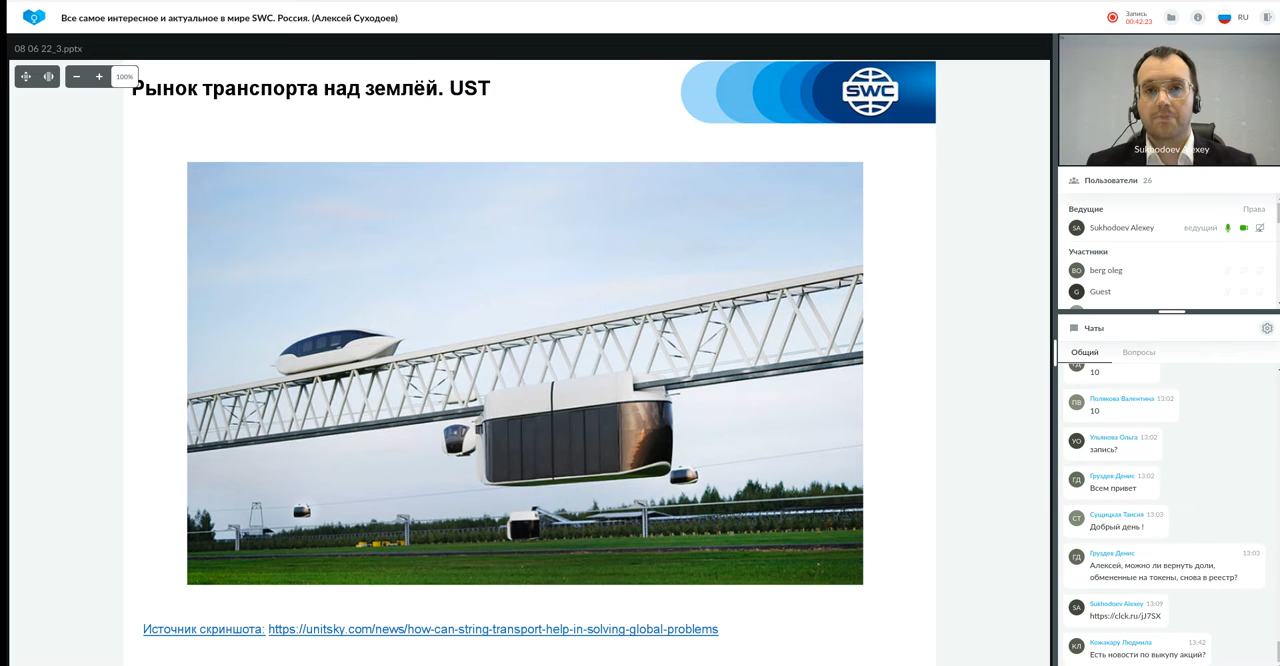 Все самое интересное и актуальное в мире SWC. Россия. (Алексей Суходоев)
Запись
00:42:23
RU
08 06 22_3.pptx
100%
Рынок транспорта над землёй. UST
SWC
Источник скриншота: https://unitsky.com/news/how-can-string-transport-help-in-solving-global-problems
Sukhodoev Alexey
Пользователи 26
Ведущие Права
SA Sukhodoev Alexey ведущий
Участники
BO berg oleg
G Guest
Чаты
Общий Вопросы
10
ПВ Полякова Валентина 13:02
10
УО Ульянова Ольга 13:02
запись?
ГД Груздев Денис 13:02
Всем привет
СТ Сущицкая Таисия 13:03
Добрый день !
ГД Груздев Денис 13:03
Алексей, можно ли вернуть доли,
обмененные на токены, снова в реестр?
SA Sukhodoev Alexey 13:09
https://clck.ru/jJ7SX
КЛ Кожакару Людмила 13:42
Есть новости по выкупу акций?